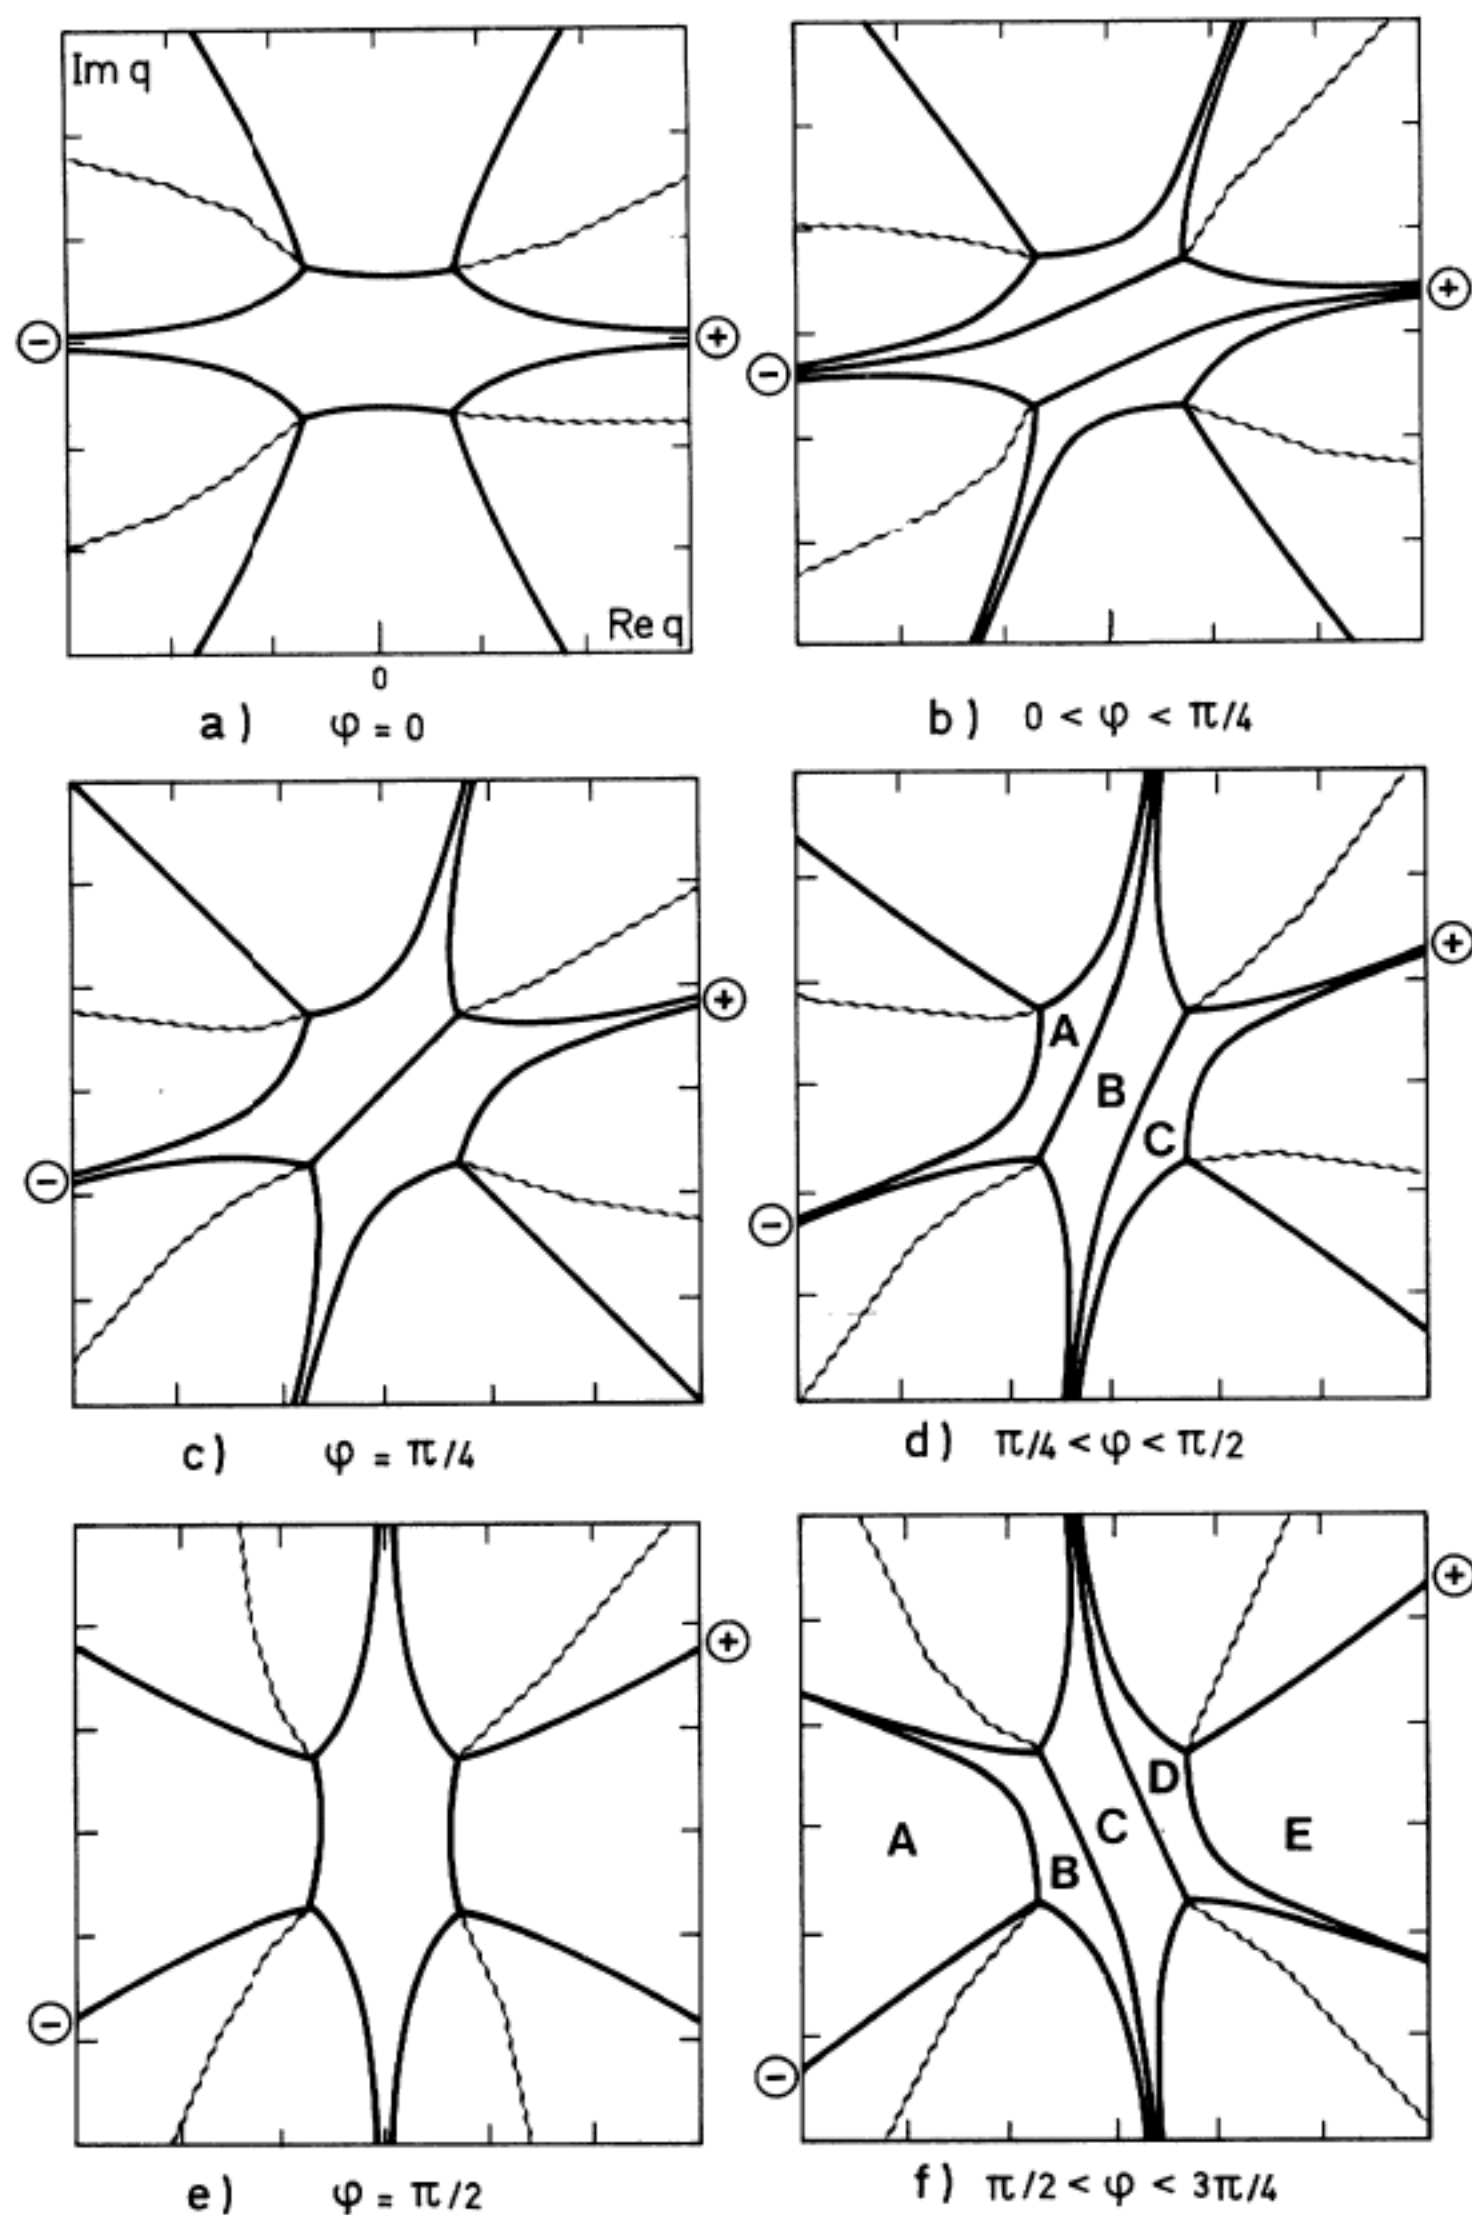 Im q
⊖
⊕
Re q
0
a) φ = 0
⊖
⊕
b) 0 < φ < π/4
⊖
⊕
c) φ = π/4
A
B
C
⊖
⊕
d) π/4 < φ < π/2
⊖
⊕
e) φ = π/2
⊕
D
C
E
A
B
⊖
f) π/2 < φ < 3π/4